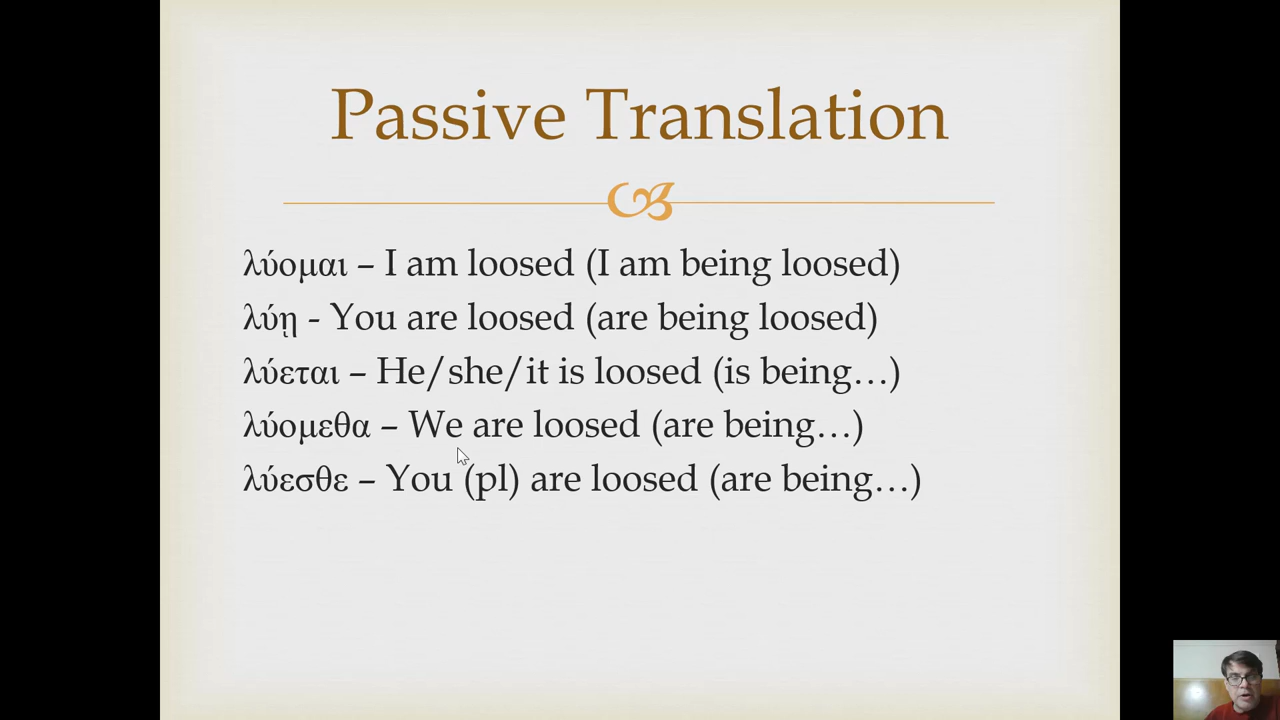 Passive Translation
λύομαι – I am loosed (I am being loosed)
λύῃ - You are loosed (are being loosed)
λύεται – He/she/it is loosed (is being…)
λύομεθα – We are loosed (are being…)
λύεσθε – You (pl) are loosed (are being…)